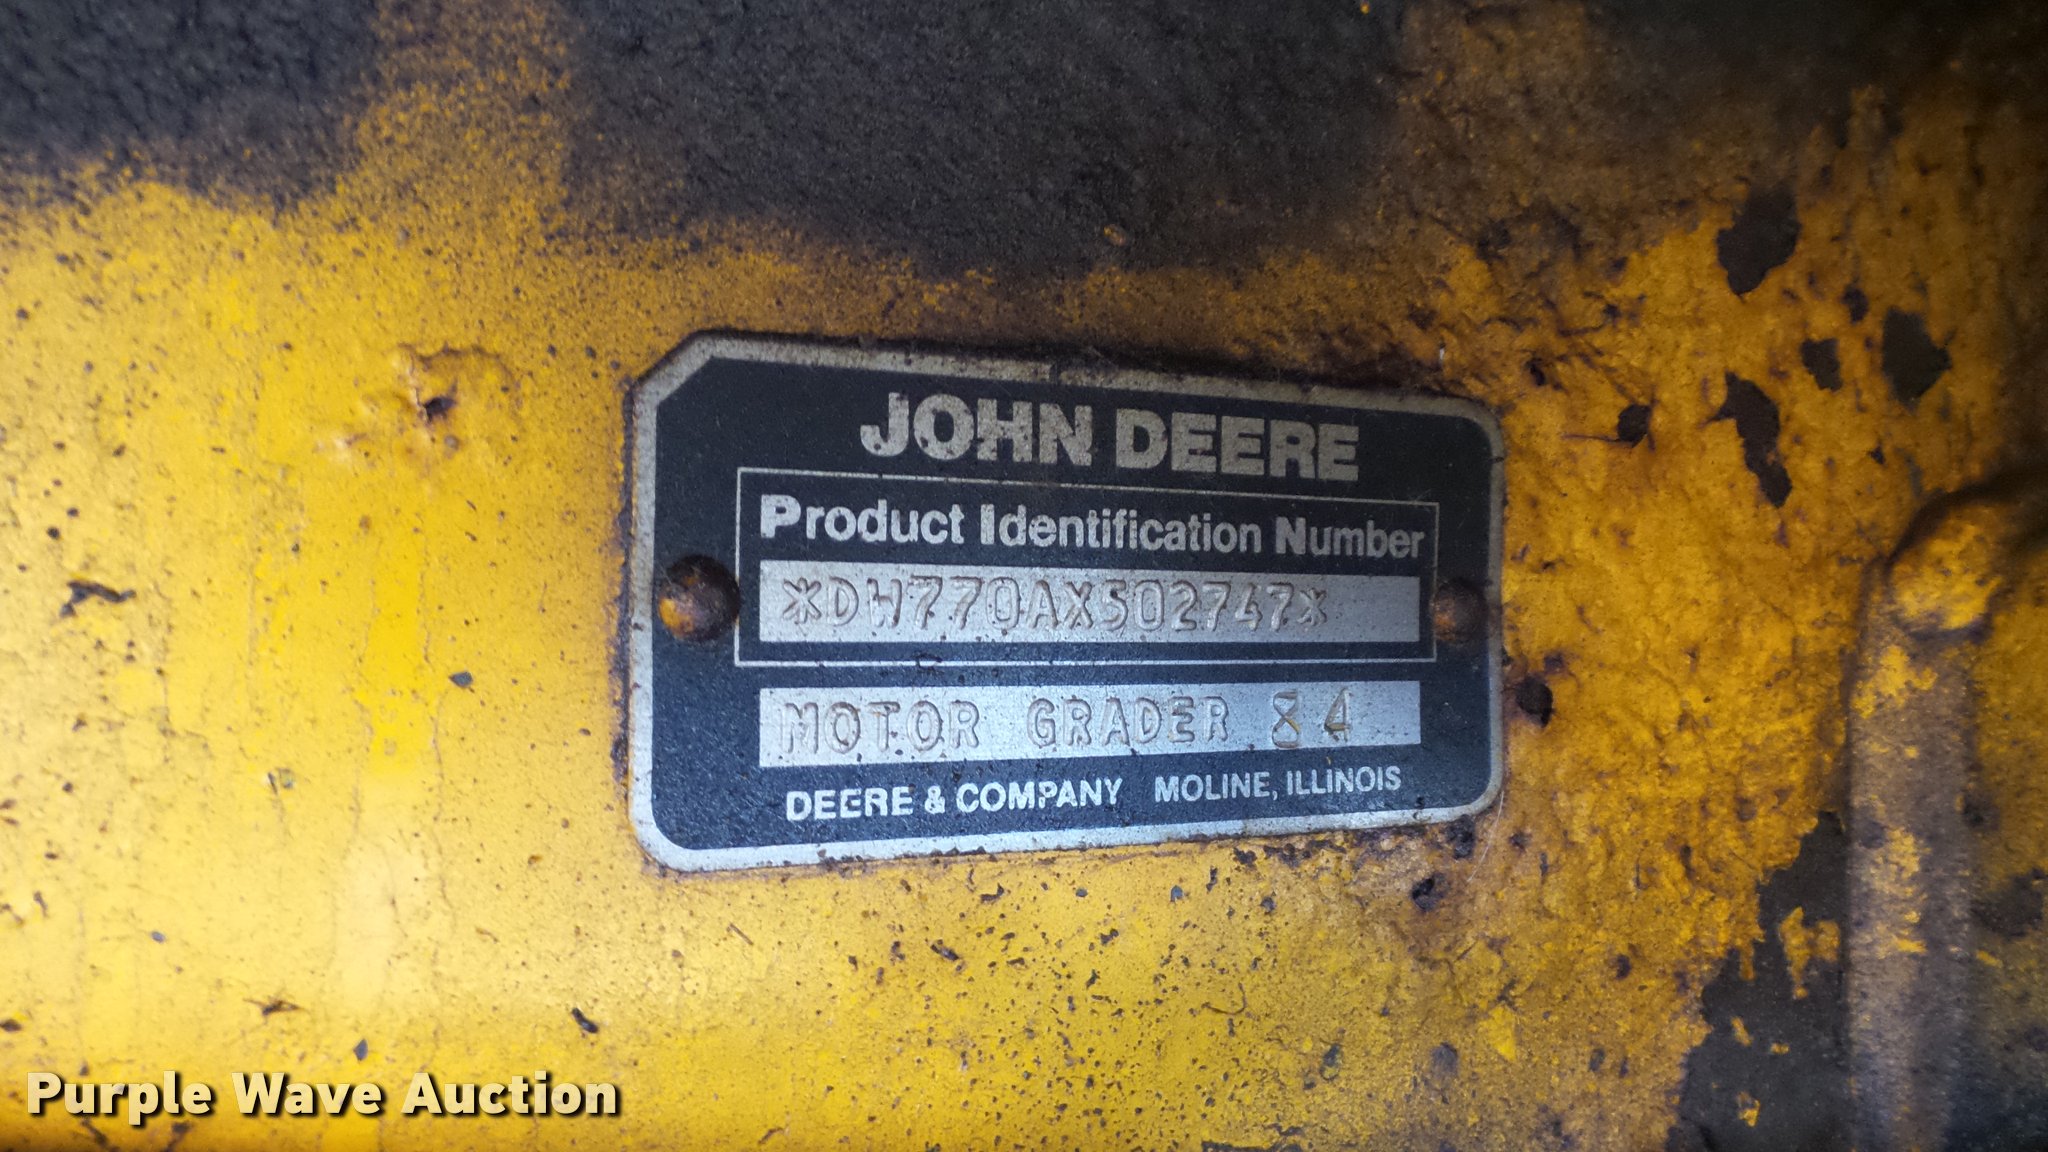 JOHN DEERE
Product Identification Number
*DW770AX502747*
MOTOR GRADER 84
DEERE & COMPANY MOLINE, ILLINOIS
Purple Wave Auction